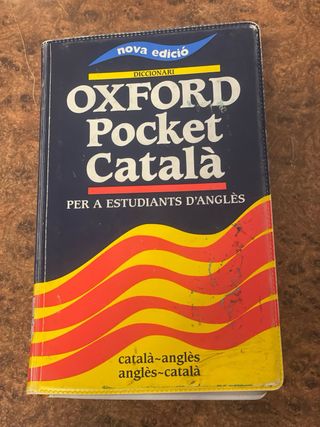 nova edició
DICCIONARI
OXFORD
Pocket
Català
PER A ESTUDIANTS D'ANGLÈS
català~anglès
anglès~català